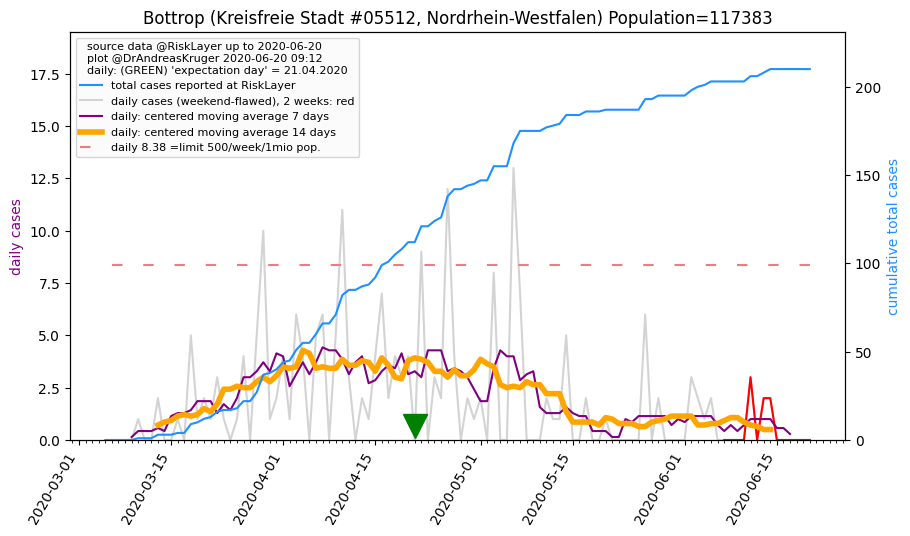 Bottrop (Kreisfreie Stadt #05512, Nordrhein-Westfalen) Population=117383
source data @RiskLayer up to 2020-06-20
plot @DrAndreasKruger 2020-06-20 09:12
daily: (GREEN) 'expectation day' = 21.04.2020
total cases reported at RiskLayer
daily cases (weekend-flawed), 2 weeks: red
daily: centered moving average 7 days
daily: centered moving average 14 days
daily 8.38 =limit 500/week/1mio pop.
daily cases
17.5
15.0
12.5
10.0
7.5
5.0
2.5
0.0
cumulative total cases
200
150
100
50
0
2020-03-01
2020-03-15
2020-04-01
2020-04-15
2020-05-01
2020-05-15
2020-06-01
2020-06-15